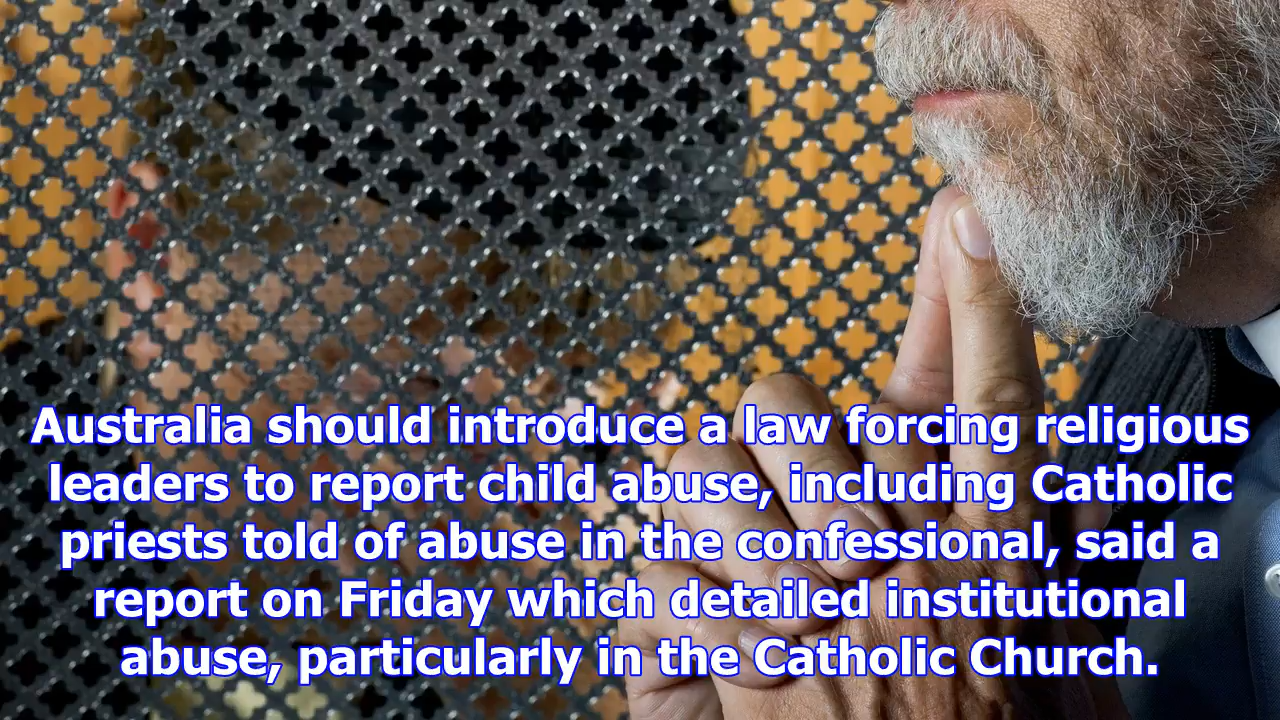 Australia should introduce a law forcing religious
leaders to report child abuse, including Catholic
priests told of abuse in the confessional, said a
report on Friday which detailed institutional
abuse, particularly in the Catholic Church.